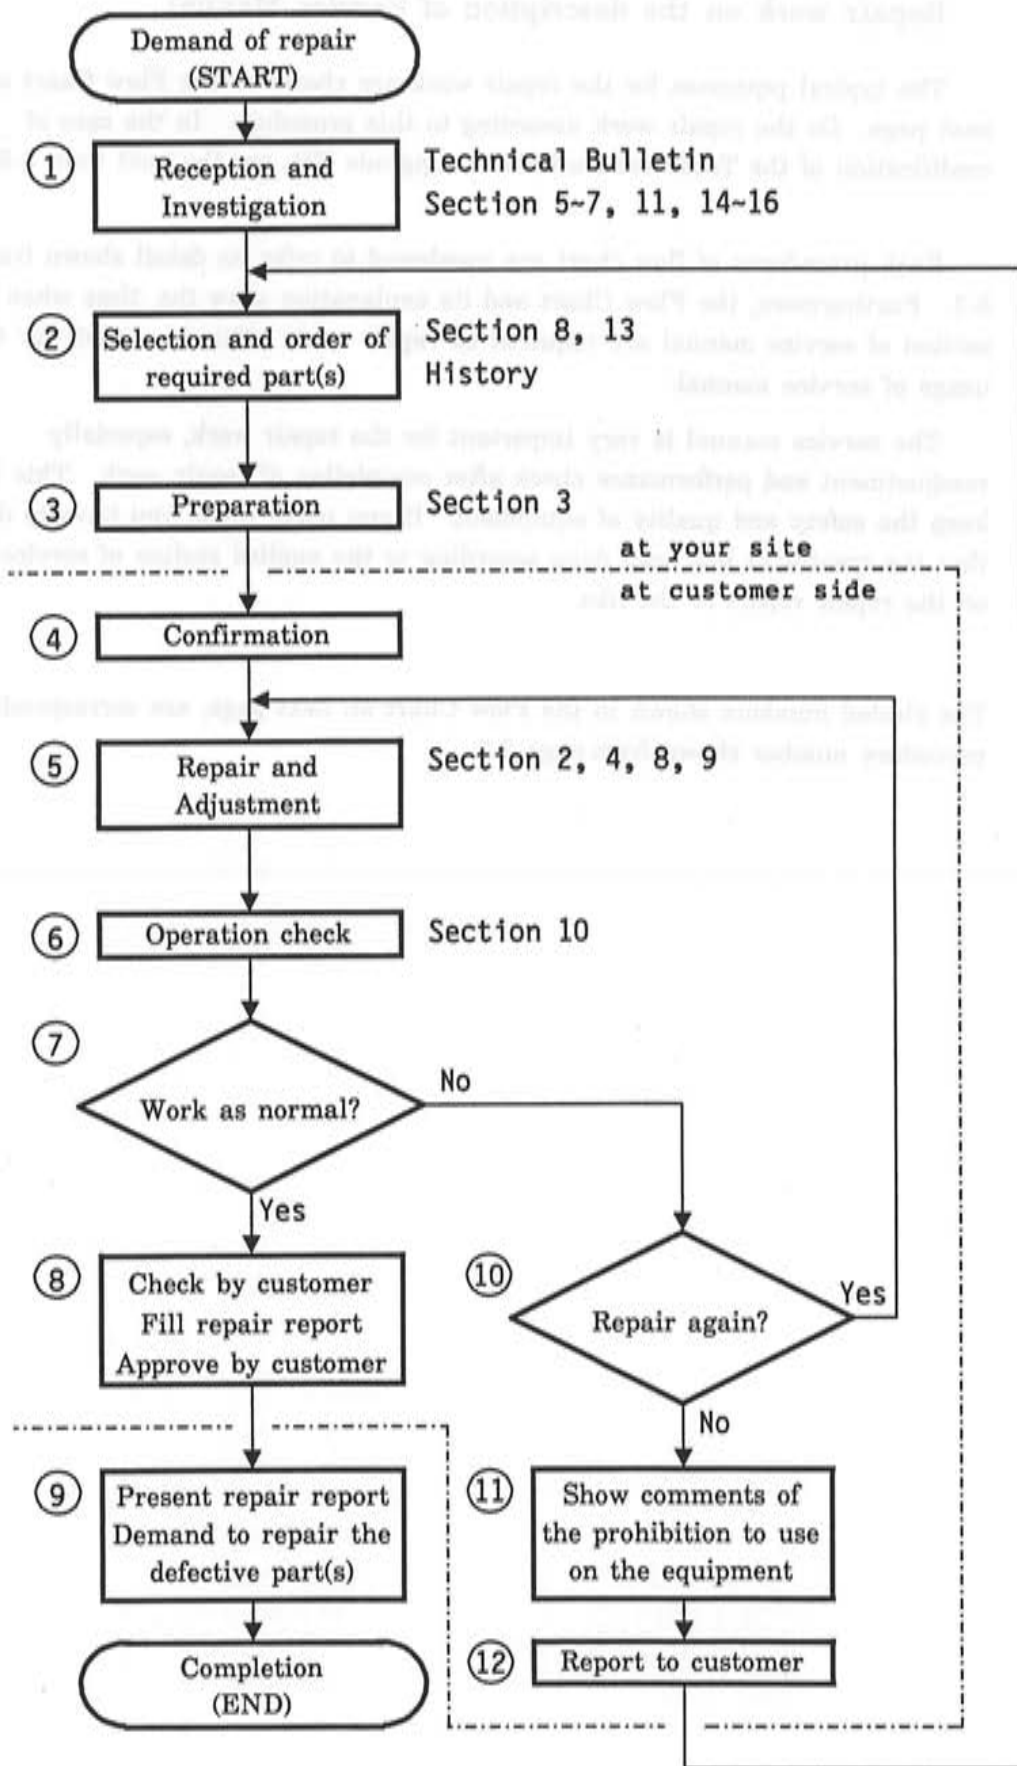 Demand of repair
(START)
1
Reception and
Investigation
Technical Bulletin
Section 5~7, 11, 14~16
2
Selection and order of
required part(s)
Section 8, 13
History
3
Preparation
Section 3
at your site
at customer side
4
Confirmation
5
Repair and
Adjustment
Section 2, 4, 8, 9
6
Operation check
Section 10
7
Work as normal?
No
Yes
8
Check by customer
Fill repair report
Approve by customer
10
Repair again?
Yes
No
9
Present repair report
Demand to repair the
defective part(s)
11
Show comments of
the prohibition to use
on the equipment
12
Report to customer
Completion
(END)